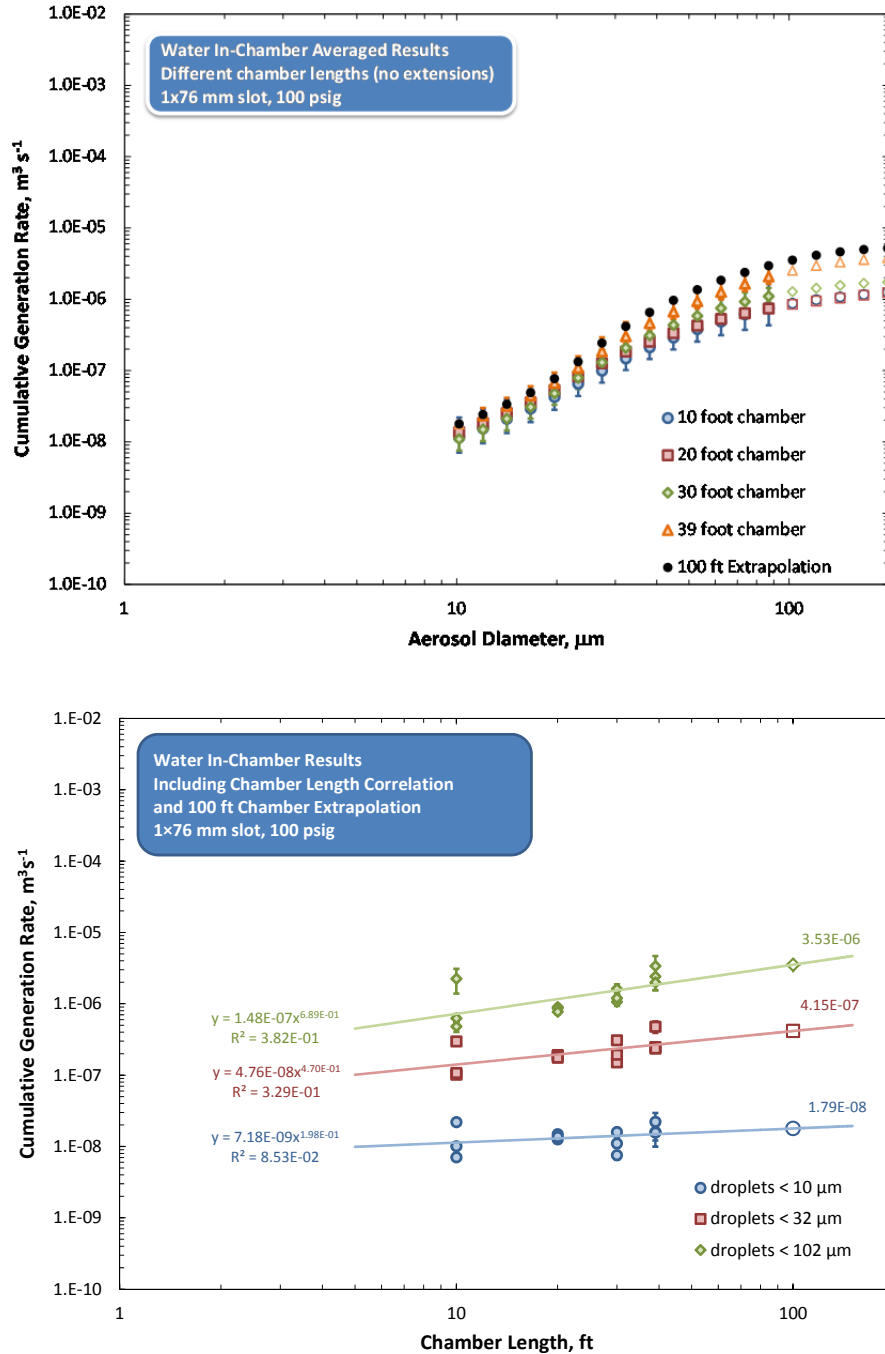 1.0E-02
1.0E-03
1.0E-04
1.0E-05
1.0E-06
1.0E-07
1.0E-08
1.0E-09
1.0E-10
Cumulative Generation Rate, m³ s⁻¹
Water In-Chamber Averaged Results
Different chamber lengths (no extensions)
1x76 mm slot, 100 psig
10 foot chamber
20 foot chamber
30 foot chamber
39 foot chamber
100 ft Extrapolation
1
10
100
Aerosol Diameter, µm
1.E-02
1.E-03
1.E-04
1.E-05
1.E-06
1.E-07
1.E-08
1.E-09
1.E-10
Cumulative Generation Rate, m³s⁻¹
Water In-Chamber Results
Including Chamber Length Correlation
and 100 ft Chamber Extrapolation
1×76 mm slot, 100 psig
3.53E-06
y = 1.48E-07x^6.89E-01
R² = 3.82E-01
4.15E-07
y = 4.76E-08x^4.70E-01
R² = 3.29E-01
1.79E-08
y = 7.18E-09x^1.98E-01
R² = 8.53E-02
droplets < 10 µm
droplets < 32 µm
droplets < 102 µm
1
10
100
Chamber Length, ft